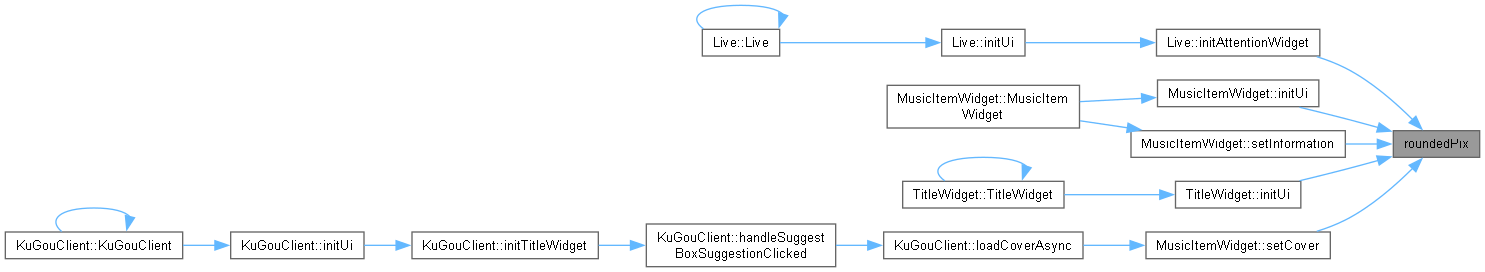 Live::Live
Live::initUi
Live::initAttentionWidget
MusicItemWidget::MusicItem
Widget
MusicItemWidget::initUi
MusicItemWidget::setInformation
roundedPix
TitleWidget::TitleWidget
TitleWidget::initUi
KuGouClient::KuGouClient
KuGouClient::initUi
KuGouClient::initTitleWidget
KuGouClient::handleSuggest
BoxSuggestionClicked
KuGouClient::loadCoverAsync
MusicItemWidget::setCover